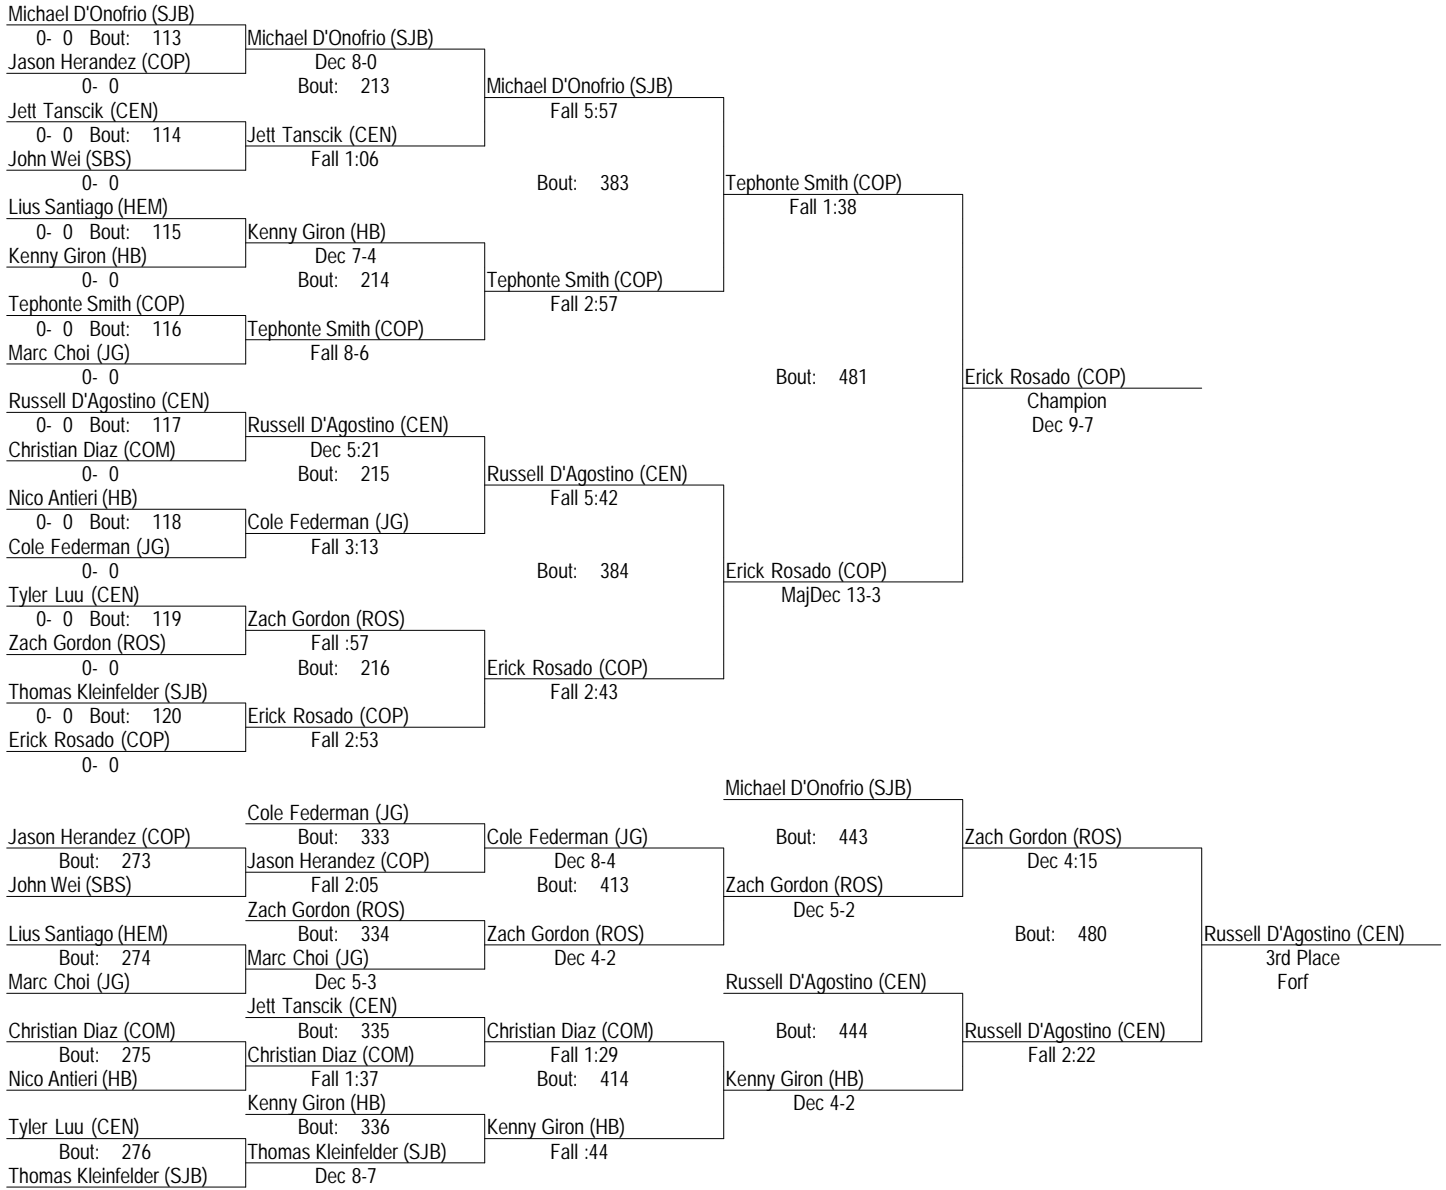 Michael D'Onofrio (SJB)
0- 0 Bout: 113 Michael D'Onofrio (SJB)
Jason Herandez (COP) Dec 8-0
0- 0 Bout: 213 Michael D'Onofrio (SJB)
Jett Tanscik (CEN) Fall 5:57
0- 0 Bout: 114 Jett Tanscik (CEN)
John Wei (SBS) Fall 1:06
0- 0 Bout: 383 Tephonte Smith (COP)
Lius Santiago (HEM) Fall 1:38
0- 0 Bout: 115 Kenny Giron (HB)
Kenny Giron (HB) Dec 7-4
0- 0 Bout: 214 Tephonte Smith (COP)
Tephonte Smith (COP) Fall 2:57
0- 0 Bout: 116 Tephonte Smith (COP)
Marc Choi (JG) Fall 8-6
0- 0 Bout: 481 Erick Rosado (COP)
Russell D'Agostino (CEN) Champion
0- 0 Bout: 117 Russell D'Agostino (CEN) Dec 9-7
Christian Diaz (COM) Dec 5:21
0- 0 Bout: 215 Russell D'Agostino (CEN)
Nico Antieri (HB) Fall 5:42
0- 0 Bout: 118 Cole Federman (JG)
Cole Federman (JG) Fall 3:13
0- 0 Bout: 384 Erick Rosado (COP)
Tyler Luu (CEN) MajDec 13-3
0- 0 Bout: 119 Zach Gordon (ROS)
Zach Gordon (ROS) Fall :57
0- 0 Bout: 216 Erick Rosado (COP)
Thomas Kleinfelder (SJB) Fall 2:43
0- 0 Bout: 120 Erick Rosado (COP)
Erick Rosado (COP) Fall 2:53
0- 0
Michael D'Onofrio (SJB)
Cole Federman (JG)
Jason Herandez (COP) Bout: 333 Cole Federman (JG) Bout: 443 Zach Gordon (ROS)
Bout: 273 Jason Herandez (COP) Dec 8-4 Dec 4:15
John Wei (SBS) Fall 2:05 Bout: 413 Zach Gordon (ROS)
Zach Gordon (ROS) Dec 5-2
Lius Santiago (HEM) Bout: 334 Zach Gordon (ROS) Bout: 480 Russell D'Agostino (CEN)
Bout: 274 Marc Choi (JG) Dec 4-2 3rd Place
Marc Choi (JG) Dec 5-3 Russell D'Agostino (CEN) Forf
Jett Tanscik (CEN)
Christian Diaz (COM) Bout: 335 Christian Diaz (COM) Bout: 444 Russell D'Agostino (CEN)
Bout: 275 Christian Diaz (COM) Fall 1:29 Fall 2:22
Nico Antieri (HB) Fall 1:37 Bout: 414 Kenny Giron (HB)
Kenny Giron (HB) Dec 4-2
Tyler Luu (CEN) Bout: 336 Kenny Giron (HB)
Bout: 276 Thomas Kleinfelder (SJB) Fall :44
Thomas Kleinfelder (SJB) Dec 8-7